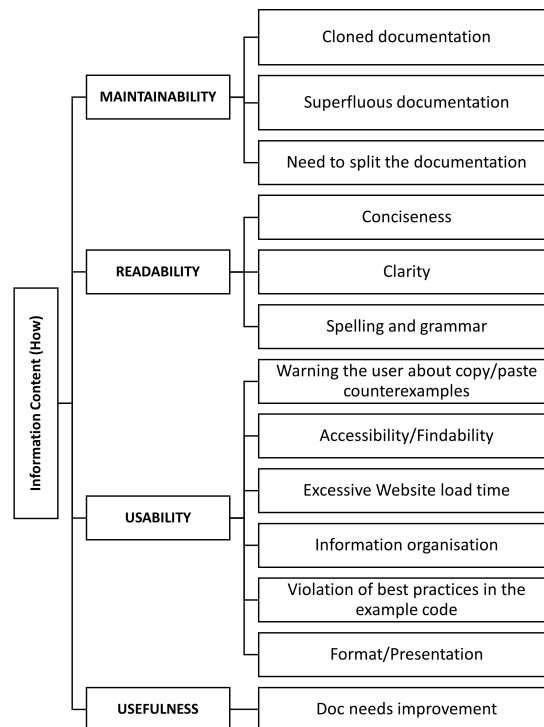 Information Content (How)
MAINTAINABILITY
Cloned documentation
Superfluous documentation
Need to split the documentation
READABILITY
Conciseness
Clarity
Spelling and grammar
USABILITY
Warning the user about copy/paste
counterexamples
Accessibility/Findability
Excessive Website load time
Information organisation
Violation of best practices in the
example code
Format/Presentation
USEFULNESS
Doc needs improvement